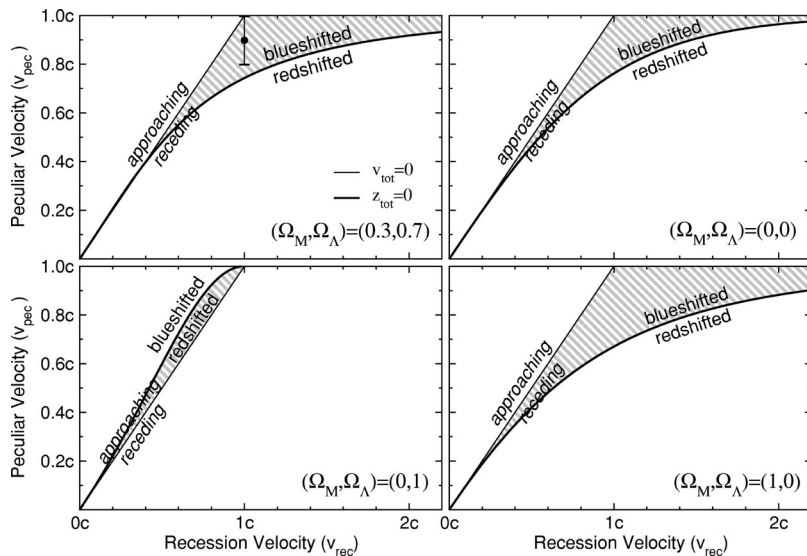 1.0c
0.8c
0.6c
0.4c
0.2c
Peculiar Velocity (v_pec)
approaching
receding
blueshifted
redshifted
v_tot=0
z_tot=0
(Ω_M,Ω_Λ)=(0.3,0.7)
approaching
receding
blueshifted
redshifted
(Ω_M,Ω_Λ)=(0,0)
1.0c
0.8c
0.6c
0.4c
0.2c
Peculiar Velocity (v_pec)
blueshifted
redshifted
approaching
receding
(Ω_M,Ω_Λ)=(0,1)
0c 1c 2c
Recession Velocity (v_rec)
approaching
receding
blueshifted
redshifted
(Ω_M,Ω_Λ)=(1,0)
0c 1c 2c
Recession Velocity (v_rec)